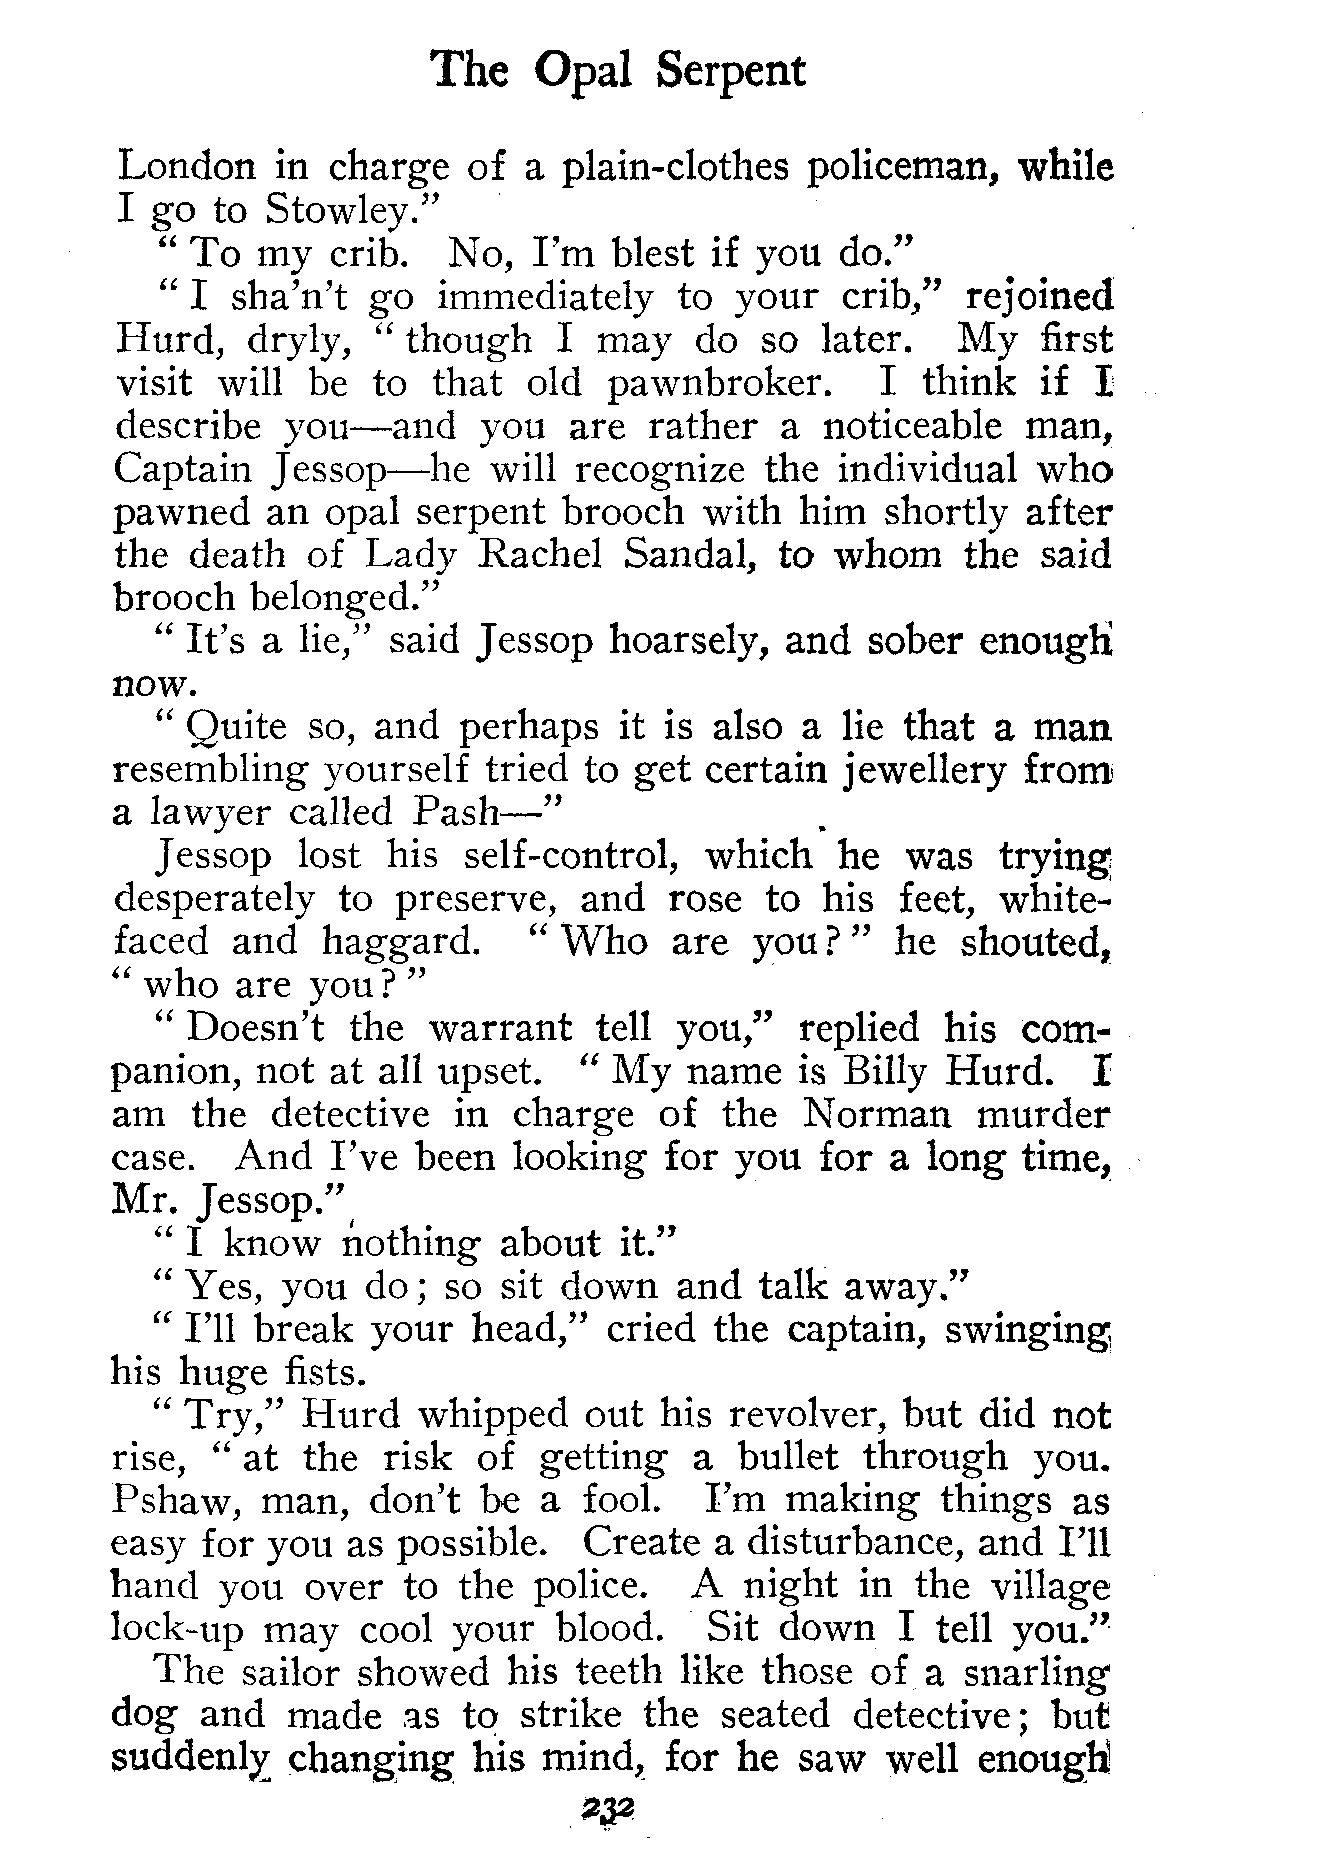 The Opal Serpent
London in charge of a plain-clothes policeman, while
I go to Stowley.”
“ To my crib. No, I’m blest if you do.”
“ I sha’n’t go immediately to your crib,” rejoined
Hurd, dryly, “ though I may do so later. My first
visit will be to that old pawnbroker. I think if I
describe you—and you are rather a noticeable man,
Captain Jessop—he will recognize the individual who
pawned an opal serpent brooch with him shortly after
the death of Lady Rachel Sandal, to whom the said
brooch belonged.”
“ It’s a lie,” said Jessop hoarsely, and sober enough
now.
“ Quite so, and perhaps it is also a lie that a man
resembling yourself tried to get certain jewellery from
a lawyer called Pash—”
Jessop lost his self-control, which he was trying
desperately to preserve, and rose to his feet, white-
faced and haggard. “ Who are you? ” he shouted,
“ who are you? ”
“ Doesn’t the warrant tell you,” replied his com-
panion, not at all upset. “ My name is Billy Hurd. I
am the detective in charge of the Norman murder
case. And I’ve been looking for you for a long time,
Mr. Jessop.”
“ I know nothing about it.”
“ Yes, you do; so sit down and talk away.”
“ I’ll break your head,” cried the captain, swinging
his huge fists.
“ Try,” Hurd whipped out his revolver, but did not
rise, “ at the risk of getting a bullet through you.
Pshaw, man, don’t be a fool. I’m making things as
easy for you as possible. Create a disturbance, and I’ll
hand you over to the police. A night in the village
lock-up may cool your blood. Sit down I tell you.”
The sailor showed his teeth like those of a snarling
dog and made as to strike the seated detective; but
suddenly changing his mind, for he saw well enough
232